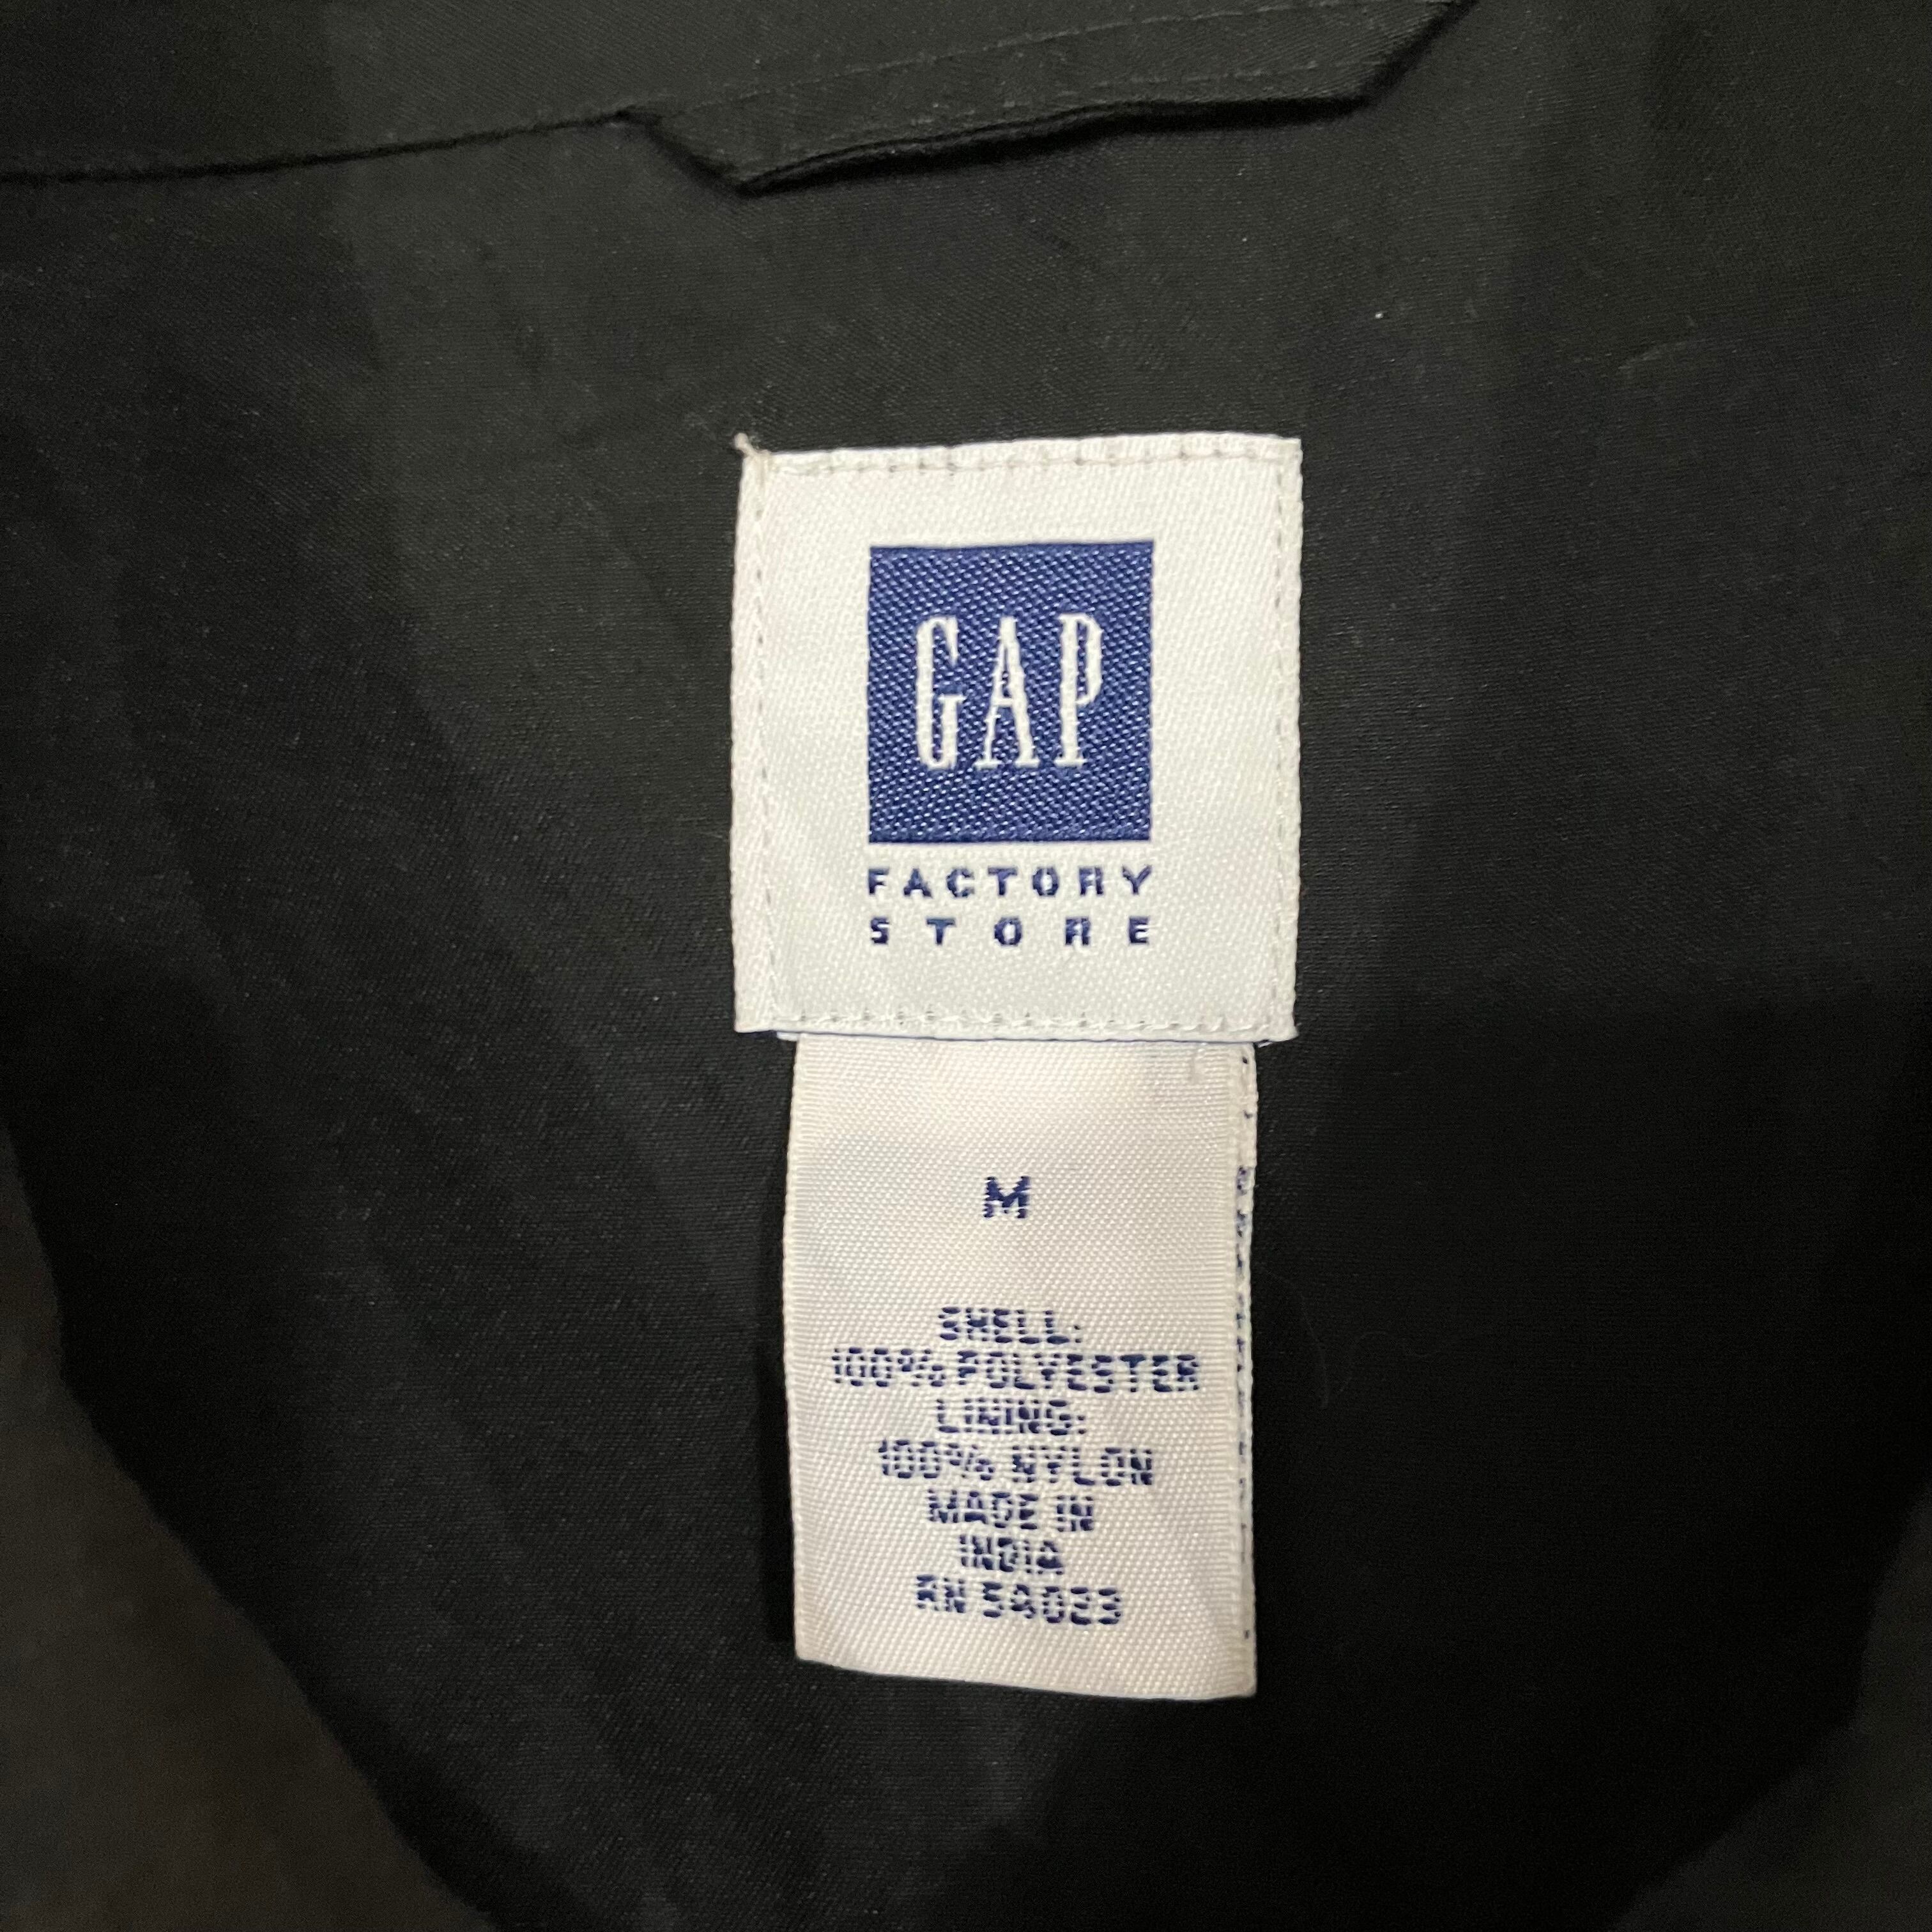 GAP
FACTORY
STORE
M
SHELL:
100% POLYESTER
LINING:
100% NYLON
MADE IN
INDIA
RN 54023